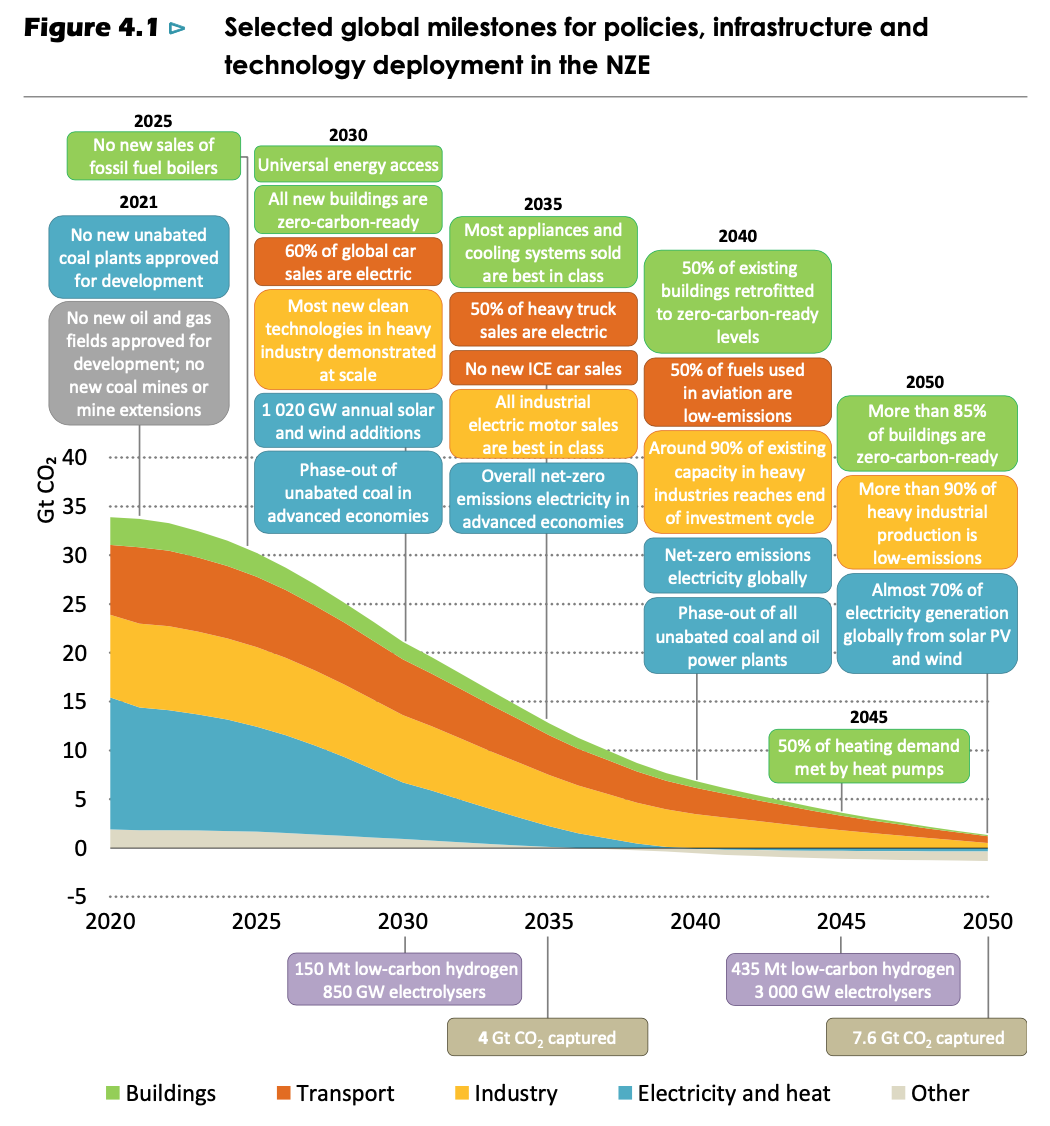 Figure 4.1 ⊳ Selected global milestones for policies, infrastructure and
technology deployment in the NZE
2025
No new sales of
fossil fuel boilers
2021
No new unabated
coal plants approved
for development
No new oil and gas
fields approved for
development; no
new coal mines or
mine extensions
2030
Universal energy access
All new buildings are
zero-carbon-ready
60% of global car
sales are electric
Most new clean
technologies in heavy
industry demonstrated
at scale
1 020 GW annual solar
and wind additions
Phase-out of
unabated coal in
advanced economies
2035
Most appliances and
cooling systems sold
are best in class
50% of heavy truck
sales are electric
No new ICE car sales
All industrial
electric motor sales
are best in class
Overall net-zero
emissions electricity in
advanced economies
2040
50% of existing
buildings retrofitted
to zero-carbon-ready
levels
50% of fuels used
in aviation are
low-emissions
Around 90% of existing
capacity in heavy
industries reaches end
of investment cycle
Net-zero emissions
electricity globally
Phase-out of all
unabated coal and oil
power plants
2050
More than 85%
of buildings are
zero-carbon-ready
More than 90% of
heavy industrial
production is
low-emissions
Almost 70% of
electricity generation
globally from solar PV
and wind
2045
50% of heating demand
met by heat pumps
Gt CO₂
40
35
30
25
20
15
10
5
0
-5
2020 2025 2030 2035 2040 2045 2050
150 Mt low-carbon hydrogen
850 GW electrolysers
435 Mt low-carbon hydrogen
3 000 GW electrolysers
4 Gt CO₂ captured
7.6 Gt CO₂ captured
Buildings Transport Industry Electricity and heat Other